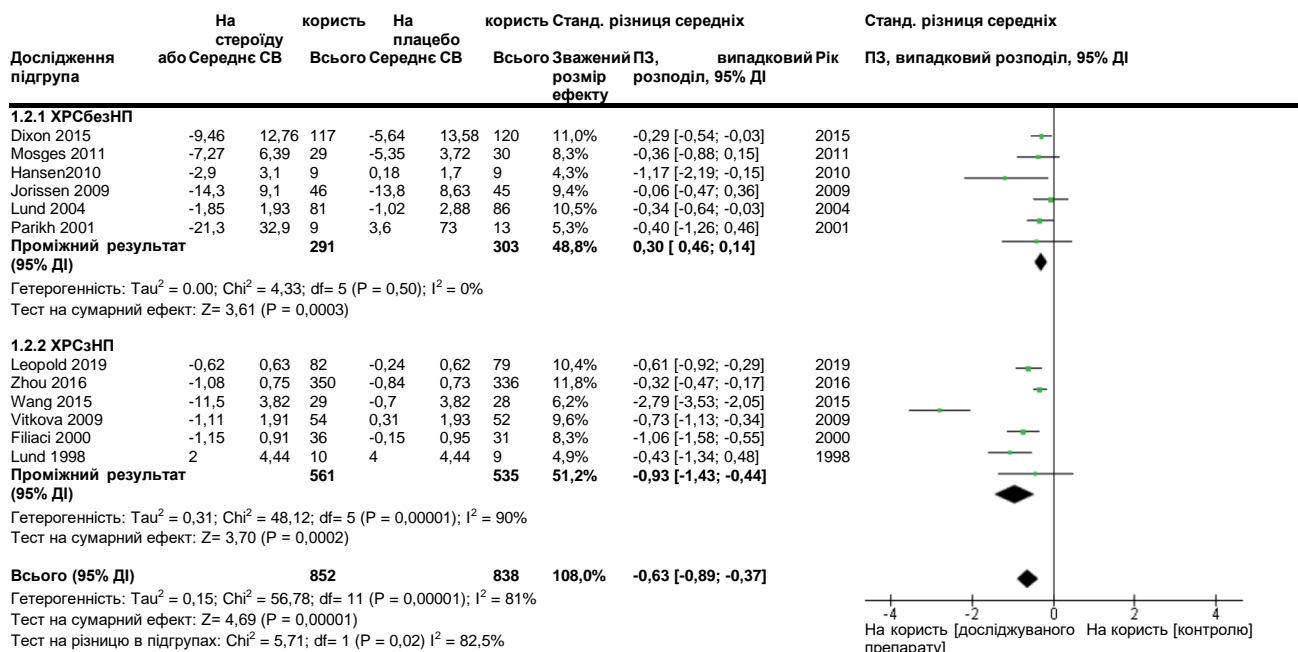 На користь На користь Станд. різниця середніх Станд. різниця середніх
стероїду плацебо
Дослідження або Середнє СВ Всього Середнє СВ Всього Зважений ПЗ, випадковий Рік ПЗ, випадковий розподіл, 95% ДІ
підгрупа розмір розподіл, 95% ДІ
ефекту
1.2.1 ХРСбезНП
Dixon 2015 -9,46 12,76 117 -5,64 13,58 120 11,0% -0,29 [-0,54; -0,03] 2015
Mosges 2011 -7,27 6,39 29 -5,35 3,72 30 8,3% -0,36 [-0,88; 0,15] 2011
Hansen2010 -2,9 3,1 9 0,18 1,7 9 4,3% -1,17 [-2,19; -0,15] 2010
Jorissen 2009 -14,3 9,1 46 -13,8 8,63 45 9,4% -0,06 [-0,47; 0,36] 2009
Lund 2004 -1,85 1,93 81 -1,02 2,88 86 10,5% -0,34 [-0,64; -0,03] 2004
Parikh 2001 -21,3 32,9 9 3,6 73 13 5,3% -0,40 [-1,26; 0,46] 2001
Проміжний результат 291 303 48,8% 0,30 [ 0,46; 0,14]
(95% ДІ)
Гетерогенність: Tau² = 0.00; Chi² = 4,33; df= 5 (P = 0,50); I² = 0%
Тест на сумарний ефект: Z= 3,61 (P = 0,0003)
1.2.2 ХРСзНП
Leopold 2019 -0,62 0,63 82 -0,24 0,62 79 10,4% -0,61 [-0,92; -0,29] 2019
Zhou 2016 -1,08 0,75 350 -0,84 0,73 336 11,8% -0,32 [-0,47; -0,17] 2016
Wang 2015 -11,5 3,82 29 -0,7 3,82 28 6,2% -2,79 [-3,53; -2,05] 2015
Vitkova 2009 -1,11 1,91 54 0,31 1,93 52 9,6% -0,73 [-1,13; -0,34] 2009
Filiaci 2000 -1,15 0,91 36 -0,15 0,95 31 8,3% -1,06 [-1,58; -0,55] 2000
Lund 1998 2 4,44 10 4 4,44 9 4,9% -0,43 [-1,34; 0,48] 1998
Проміжний результат 561 535 51,2% -0,93 [-1,43; -0,44]
(95% ДІ)
Гетерогенність: Tau² = 0,31; Chi² = 48,12; df= 5 (P = 0,00001); I² = 90%
Тест на сумарний ефект: Z= 3,70 (P = 0,0002)
Всього (95% ДІ) 852 838 108,0% -0,63 [-0,89; -0,37]
Гетерогенність: Tau² = 0,15; Chi² = 56,78; df= 11 (P = 0,00001); I² = 81%
Тест на сумарний ефект: Z= 4,69 (P = 0,00001)
Тест на різницю в підгрупах: Chi² = 5,71; df= 1 (P = 0,02) I² = 82,5%
-4 -2 0 2 4
На користь [досліджуваного На користь [контролю]
препарату]